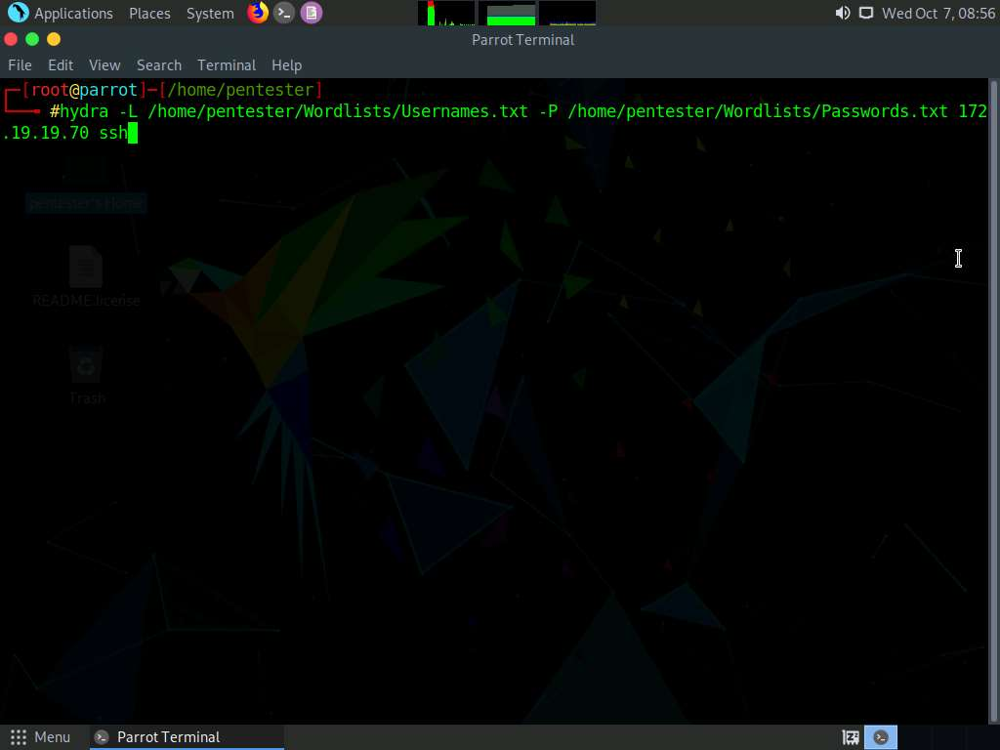 Applications Places System Wed Oct 7, 08:56
Parrot Terminal
File Edit View Search Terminal Help
┌─[root@parrot]─[/home/pentester]
└──╼ #hydra -L /home/pentester/Wordlists/Usernames.txt -P /home/pentester/Wordlists/Passwords.txt 172
.19.19.70 ssh
pentester's Home
README.license
Trash
Menu Parrot Terminal